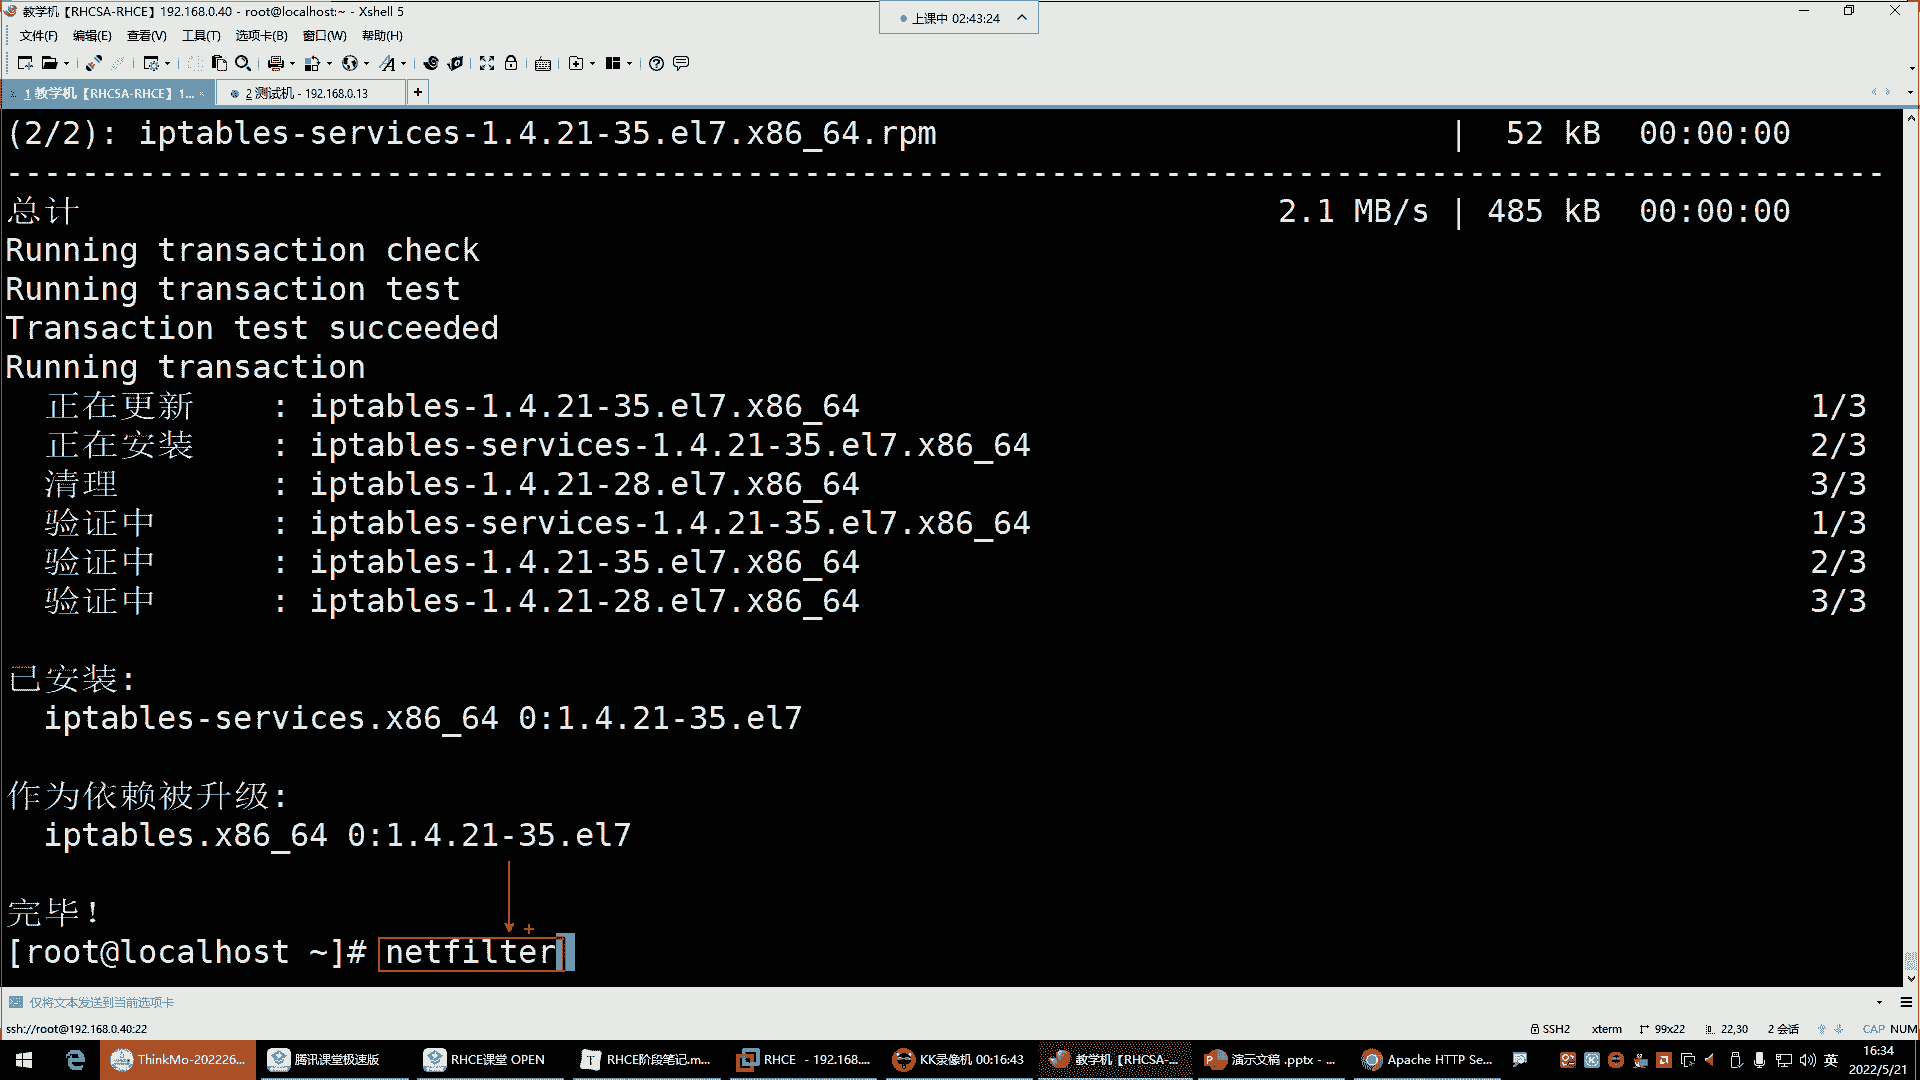 教学机【RHCSA-RHCE】192.168.0.40 - root@localhost:~ - Xshell 5
上课中 02:43:24
文件(F) 编辑(E) 查看(V) 工具(T) 选项卡(B) 窗口(W) 帮助(H)
1 教学机【RHCSA-RHCE】1... 2 测试机 - 192.168.0.13
(2/2): iptables-services-1.4.21-35.el7.x86_64.rpm | 52 kB 00:00:00
---------------------------------------------------------------------------------------------------
总计 2.1 MB/s | 485 kB 00:00:00
Running transaction check
Running transaction test
Transaction test succeeded
Running transaction
正在更新 : iptables-1.4.21-35.el7.x86_64 1/3
正在安装 : iptables-services-1.4.21-35.el7.x86_64 2/3
清理 : iptables-1.4.21-28.el7.x86_64 3/3
验证中 : iptables-services-1.4.21-35.el7.x86_64 1/3
验证中 : iptables-1.4.21-35.el7.x86_64 2/3
验证中 : iptables-1.4.21-28.el7.x86_64 3/3
已安装:
iptables-services.x86_64 0:1.4.21-35.el7
作为依赖被升级:
iptables.x86_64 0:1.4.21-35.el7
完毕！
[root@localhost ~]# netfilter
仅将文本发送到当前选项卡
ssh://root@192.168.0.40:22 SSH2 xterm 99x22 22,30 2 会话 CAP NUM
ThinkMo-202226... 腾讯课堂极速版 RHCE课堂 OPEN RHCE阶段笔记.m... RHCE - 192.168.... KK录像机 00:16:43 教学机【RHCSA-... 演示文稿 .pptx - ... Apache HTTP Se... 英 16:34
2022/5/21